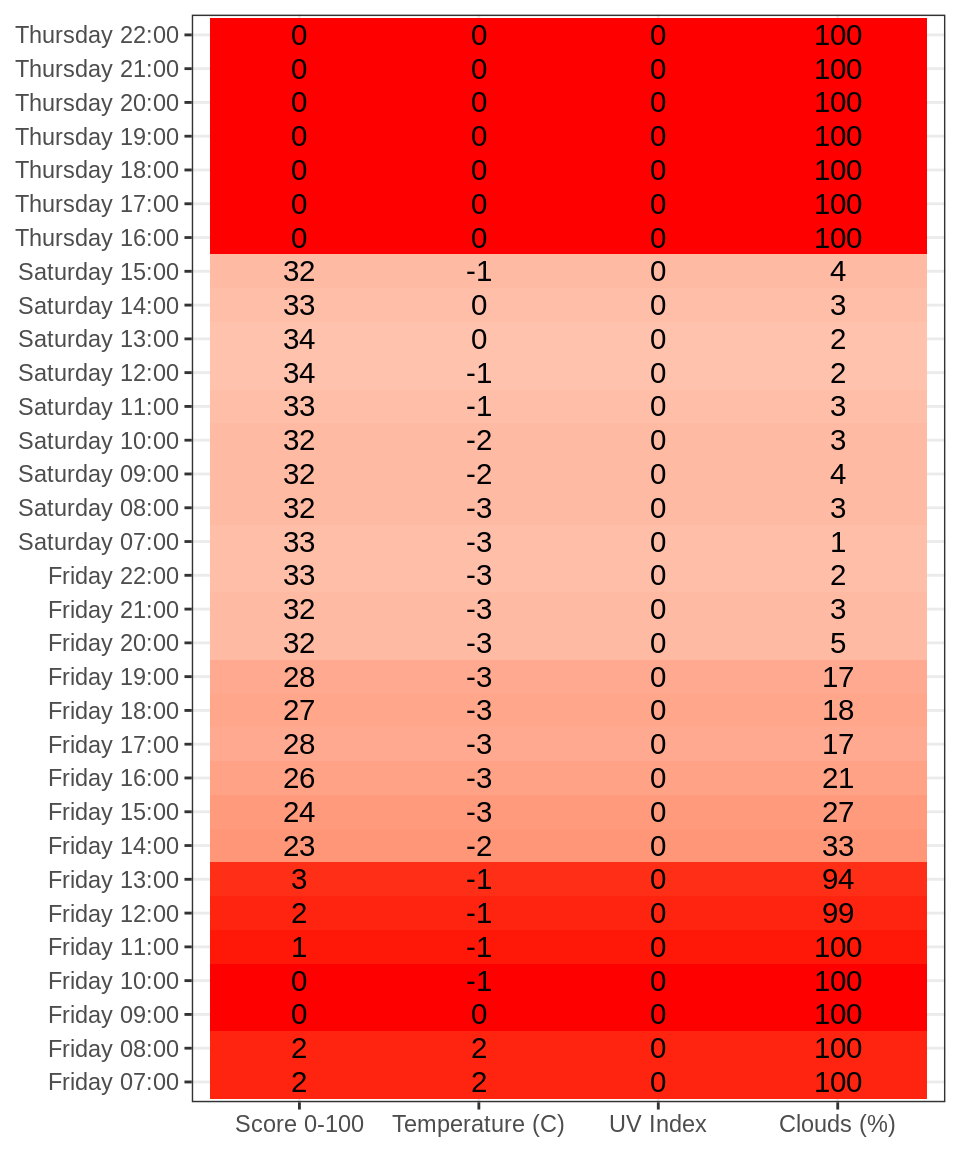 Thursday 22:00 0 0 0 100
Thursday 21:00 0 0 0 100
Thursday 20:00 0 0 0 100
Thursday 19:00 0 0 0 100
Thursday 18:00 0 0 0 100
Thursday 17:00 0 0 0 100
Thursday 16:00 0 0 0 100
Saturday 15:00 32 -1 0 4
Saturday 14:00 33 0 0 3
Saturday 13:00 34 0 0 2
Saturday 12:00 34 -1 0 2
Saturday 11:00 33 -1 0 3
Saturday 10:00 32 -2 0 3
Saturday 09:00 32 -2 0 4
Saturday 08:00 32 -3 0 3
Saturday 07:00 33 -3 0 1
Friday 22:00 33 -3 0 2
Friday 21:00 32 -3 0 3
Friday 20:00 32 -3 0 5
Friday 19:00 28 -3 0 17
Friday 18:00 27 -3 0 18
Friday 17:00 28 -3 0 17
Friday 16:00 26 -3 0 21
Friday 15:00 24 -3 0 27
Friday 14:00 23 -2 0 33
Friday 13:00 3 -1 0 94
Friday 12:00 2 -1 0 99
Friday 11:00 1 -1 0 100
Friday 10:00 0 -1 0 100
Friday 09:00 0 0 0 100
Friday 08:00 2 2 0 100
Friday 07:00 2 2 0 100
Score 0-100 Temperature (C) UV Index Clouds (%)